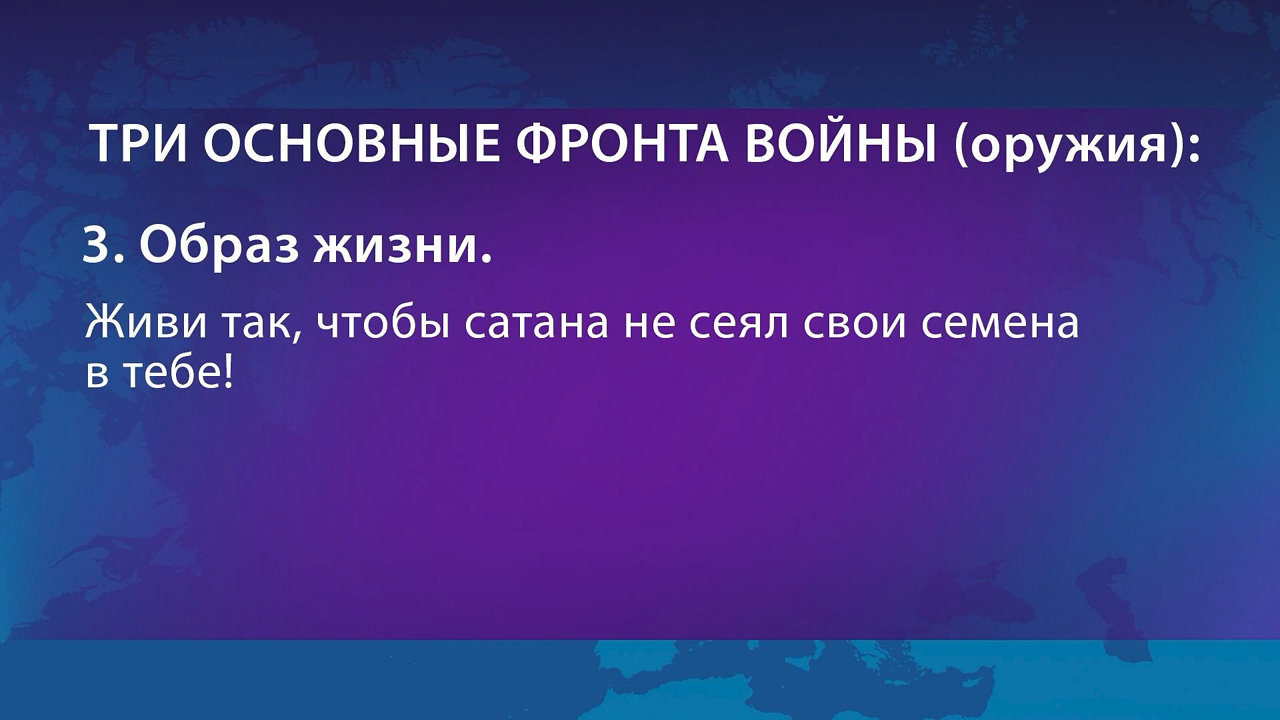 ТРИ ОСНОВНЫЕ ФРОНТА ВОЙНЫ (оружия):
3. Образ жизни.
Живи так, чтобы сатана не сеял свои семена
в тебе!